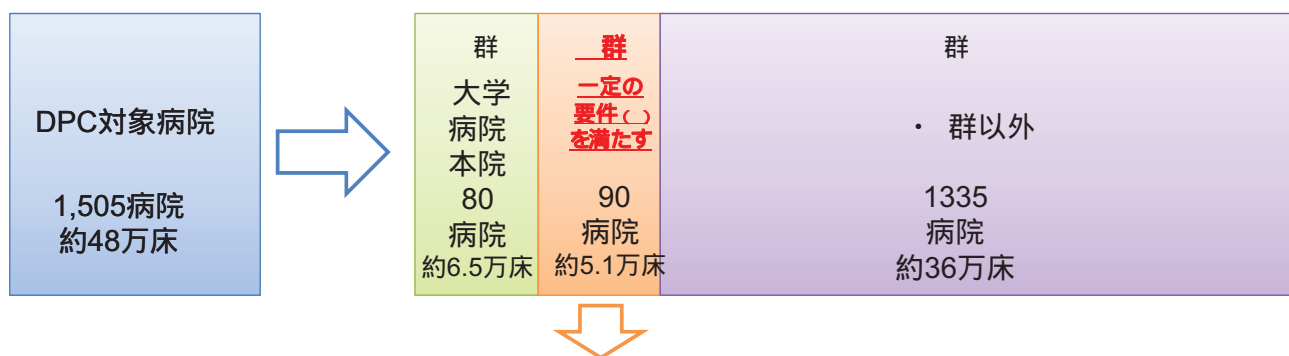 DPC対象病院
1,505病院
約48万床
群
大学
病院
本院
80
病院
約6.5万床
群
一定の
要件( )
を満たす
90
病院
約5.1万床
群
・ 群以外
1335
病院
約36万床